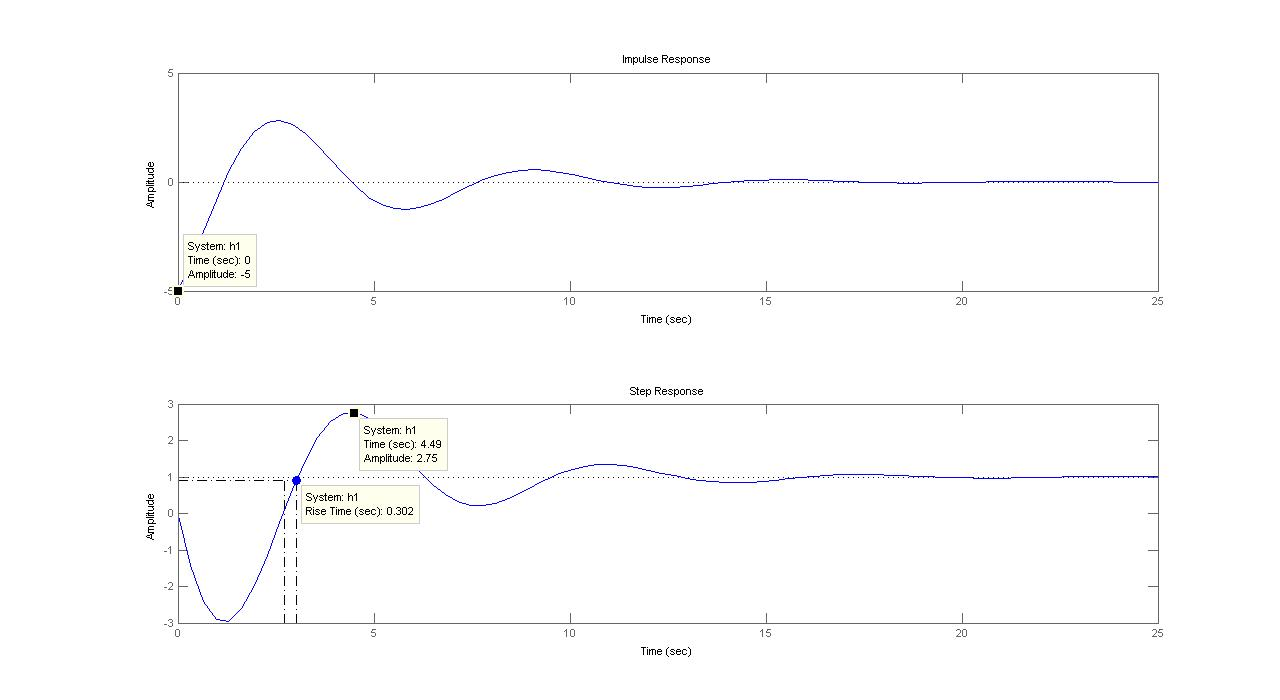 Impulse Response
5
0
-5
Amplitude
System: h1
Time (sec): 0
Amplitude: -5
0
5
10
15
20
25
Time (sec)
Step Response
3
2
1
0
-1
-2
-3
Amplitude
System: h1
Time (sec): 4.49
Amplitude: 2.75
System: h1
Rise Time (sec): 0.302
0
5
10
15
20
25
Time (sec)